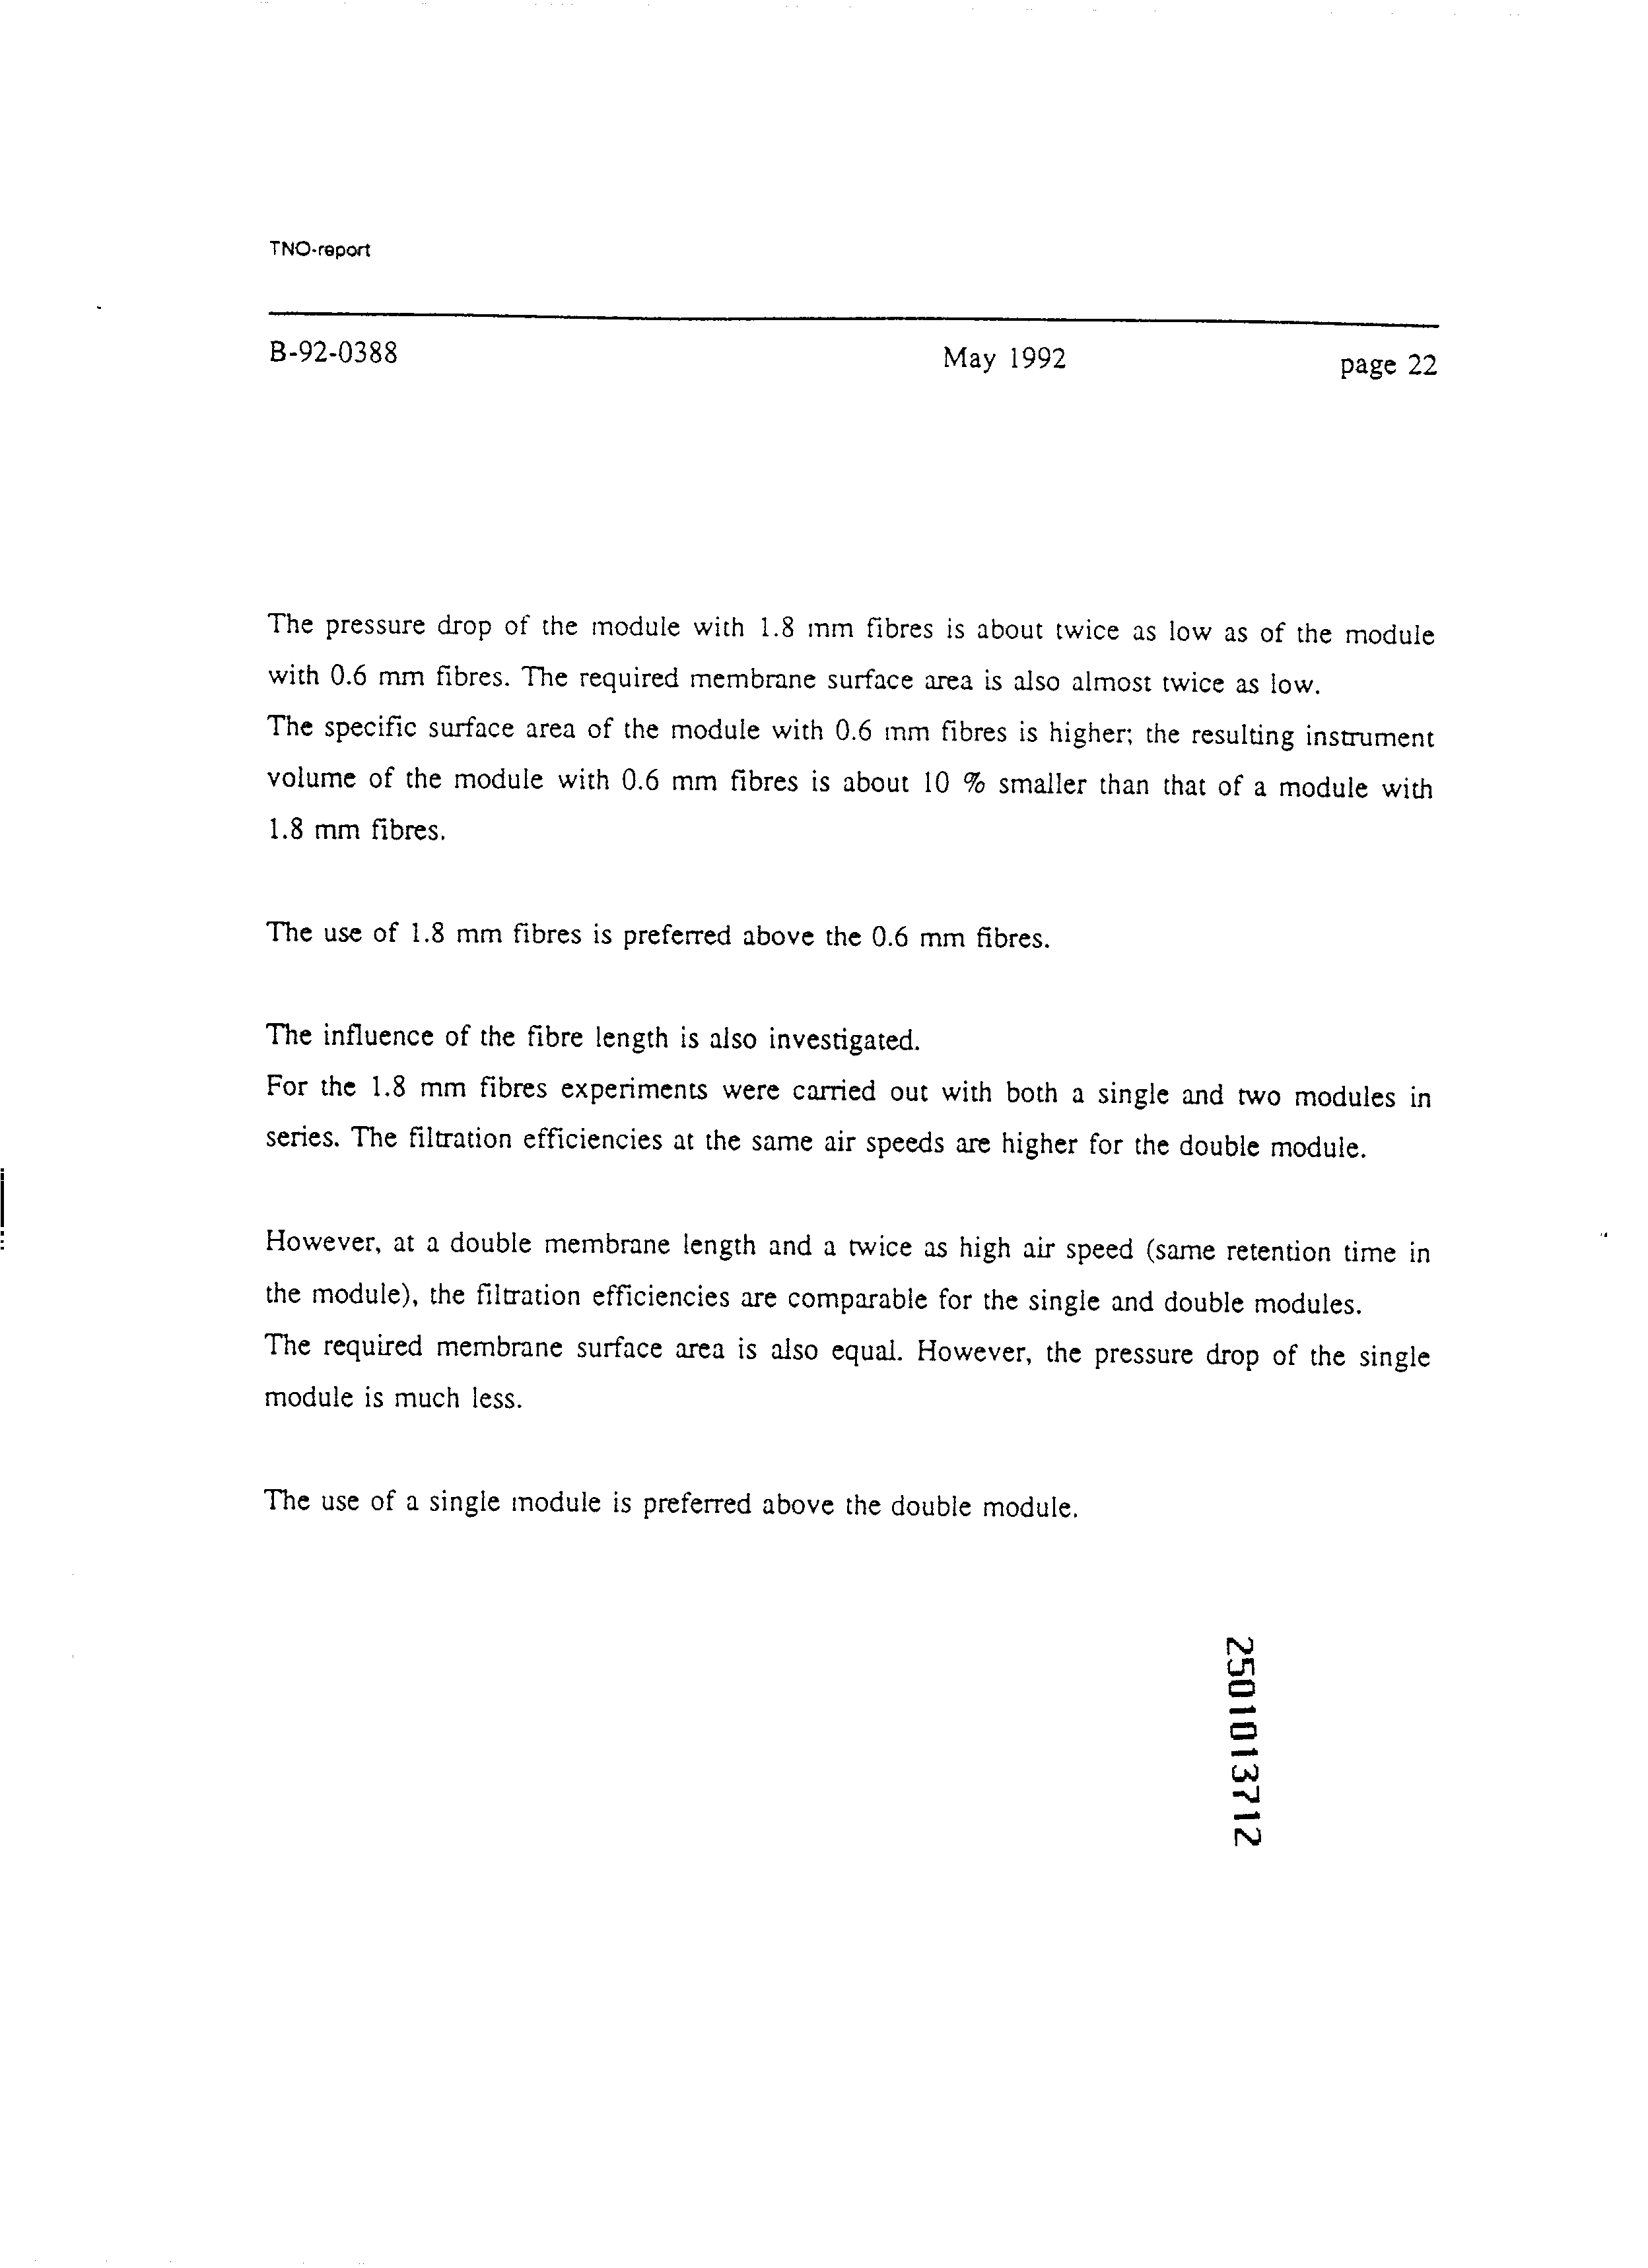 TNO-report
B-92-0388 May 1992 page 22
The pressure drop of the module with 1.8 mm fibres is about twice as low as of the module
with 0.6 mm fibres. The required membrane surface area is also almost twice as low.
The specific surface area of the module with 0.6 mm fibres is higher; the resulting instrument
volume of the module with 0.6 mm fibres is about 10 % smaller than that of a module with
1.8 mm fibres.
The use of 1.8 mm fibres is preferred above the 0.6 mm fibres.
The influence of the fibre length is also investigated.
For the 1.8 mm fibres experiments were carried out with both a single and two modules in
series. The filtration efficiencies at the same air speeds are higher for the double module.
However, at a double membrane length and a twice as high air speed (same retention time in
the module), the filtration efficiencies are comparable for the single and double modules.
The required membrane surface area is also equal. However, the pressure drop of the single
module is much less.
The use of a single module is preferred above the double module.
2501013712